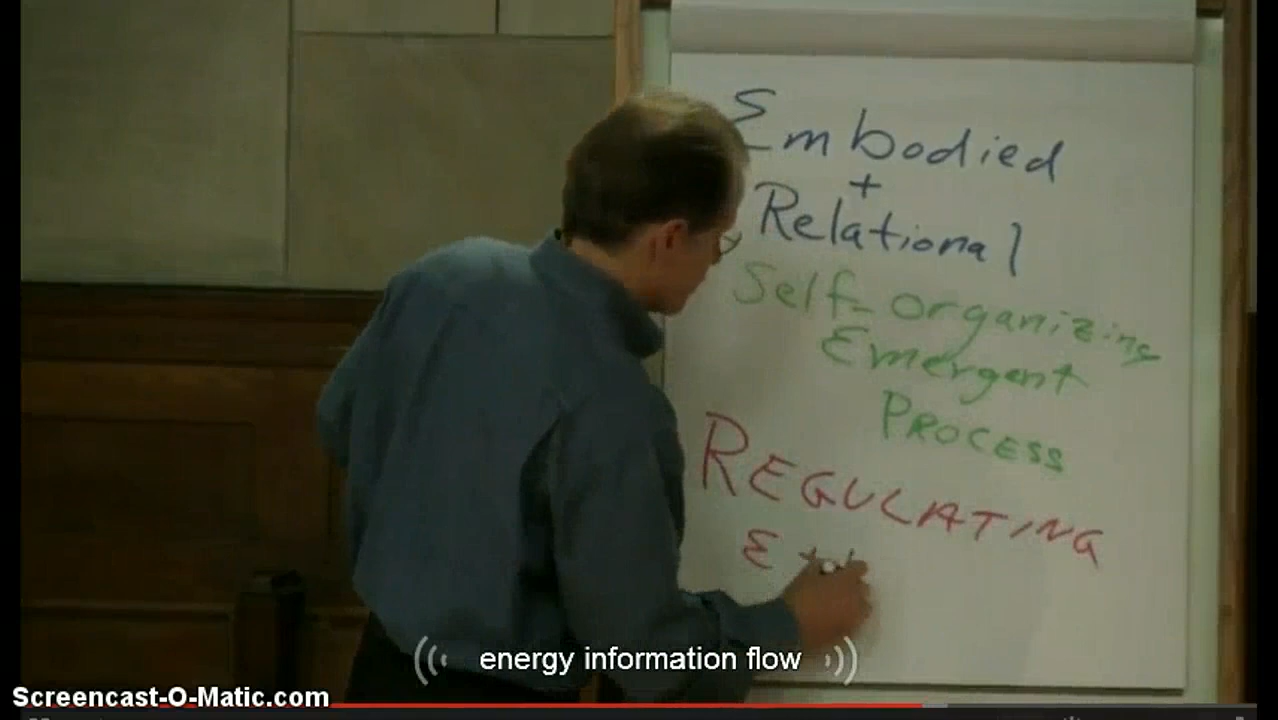 Embodied
+
Relational
Self-organizing
Emergent
PROCESS
REGULATING
E +
energy information flow
Screencast-O-Matic.com